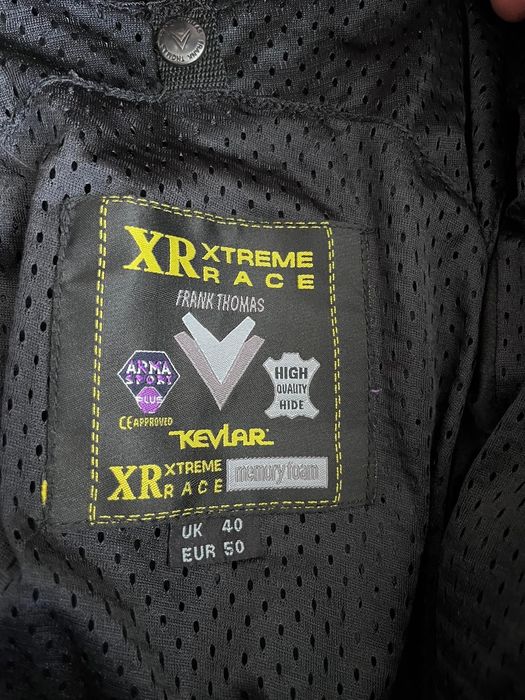 XR XTREME
RACE
FRANK THOMAS
ARMA
SPORT
PLUS
CE APPROVED
HIGH
QUALITY
HIDE
KEVLAR
XR XTREME
RACE
memory foam
UK 40
EUR 50